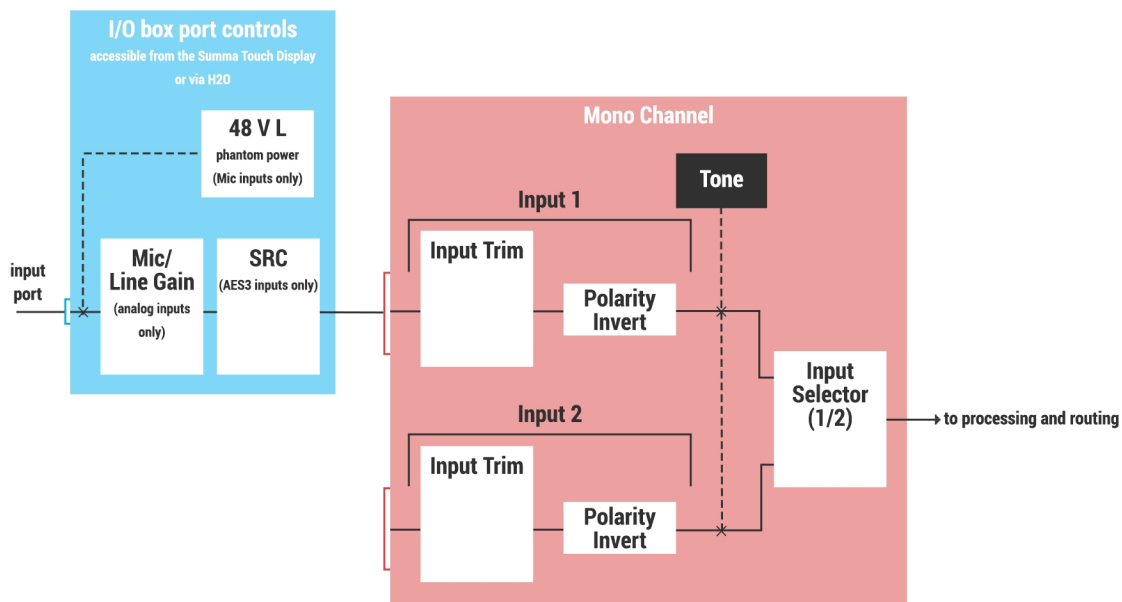 I/O box port controls
accessible from the Summa Touch Display
or via H2O
48 V L
phantom power
(Mic inputs only)
input
port
Mic/
Line Gain
(analog inputs
only)
SRC
(AES3 inputs only)
Mono Channel
Tone
Input 1
Input Trim
Polarity
Invert
Input 2
Input Trim
Polarity
Invert
Input
Selector
(1/2)
to processing and routing